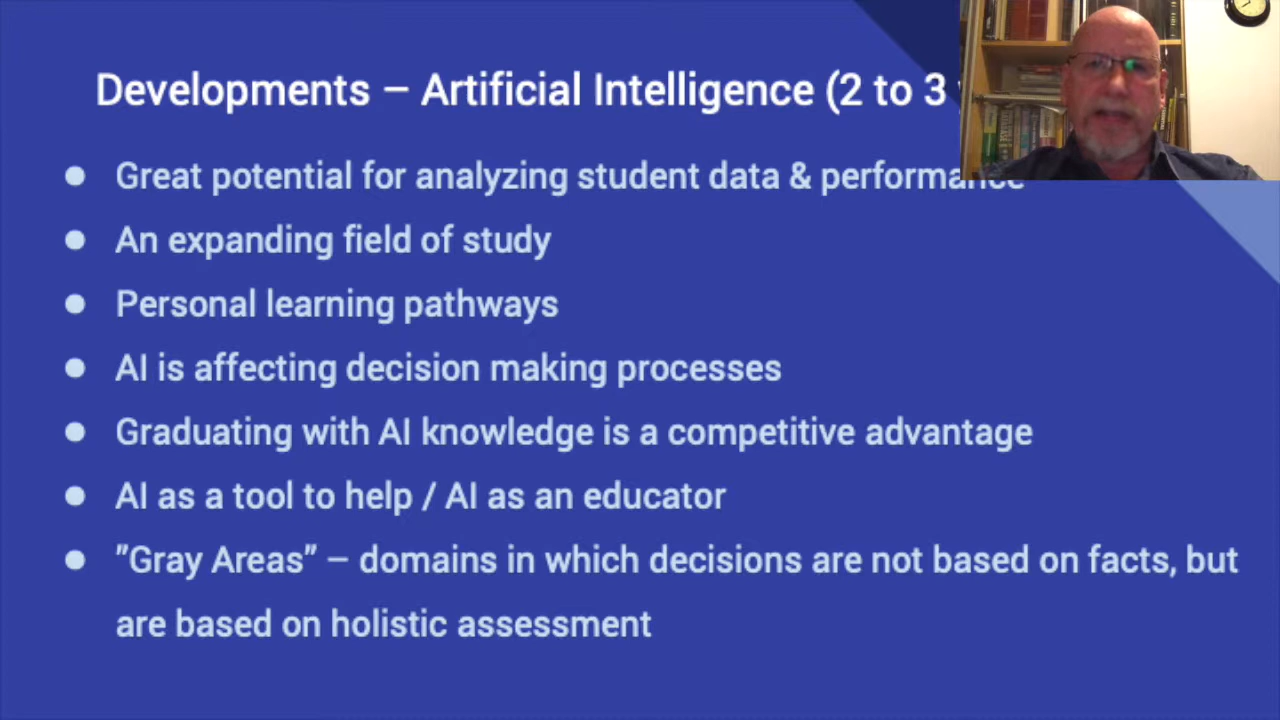 Developments – Artificial Intelligence (2 to 3
Great potential for analyzing student data & performance
An expanding field of study
Personal learning pathways
AI is affecting decision making processes
Graduating with AI knowledge is a competitive advantage
AI as a tool to help / AI as an educator
”Gray Areas” – domains in which decisions are not based on facts, but
are based on holistic assessment